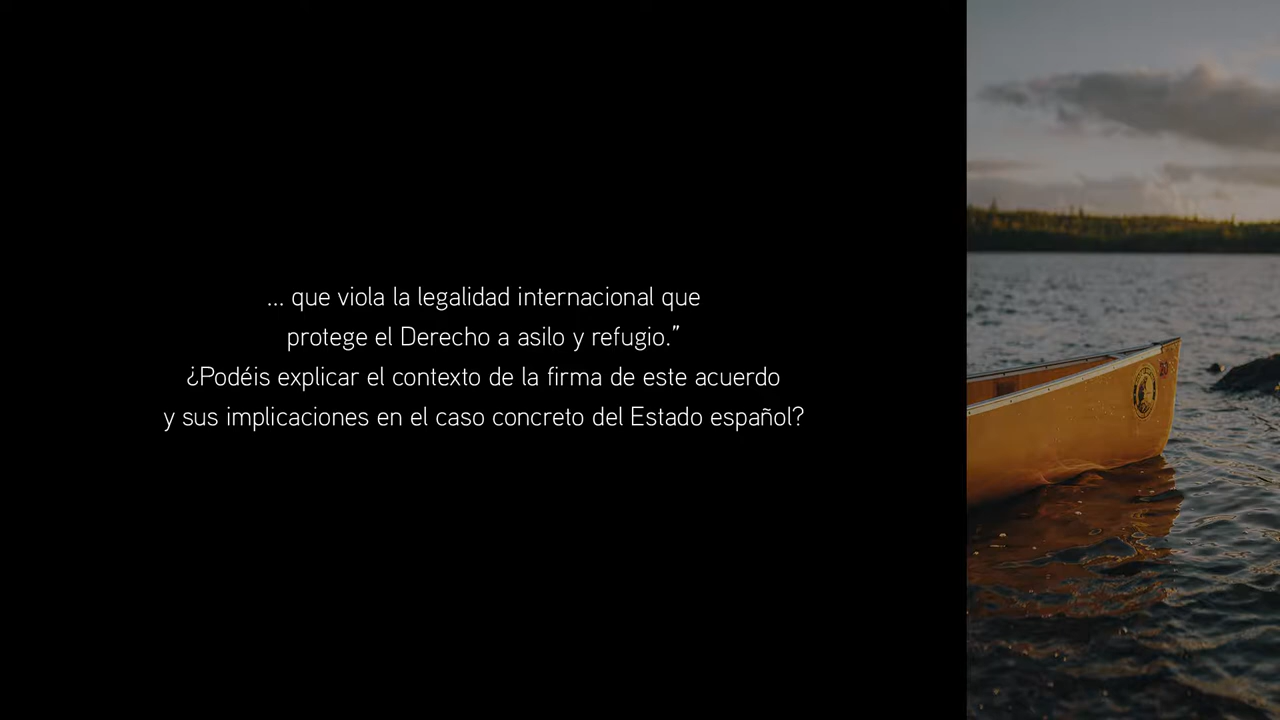 ... que viola la legalidad internacional que
protege el Derecho a asilo y refugio.”
¿Podéis explicar el contexto de la firma de este acuerdo
y sus implicaciones en el caso concreto del Estado español?